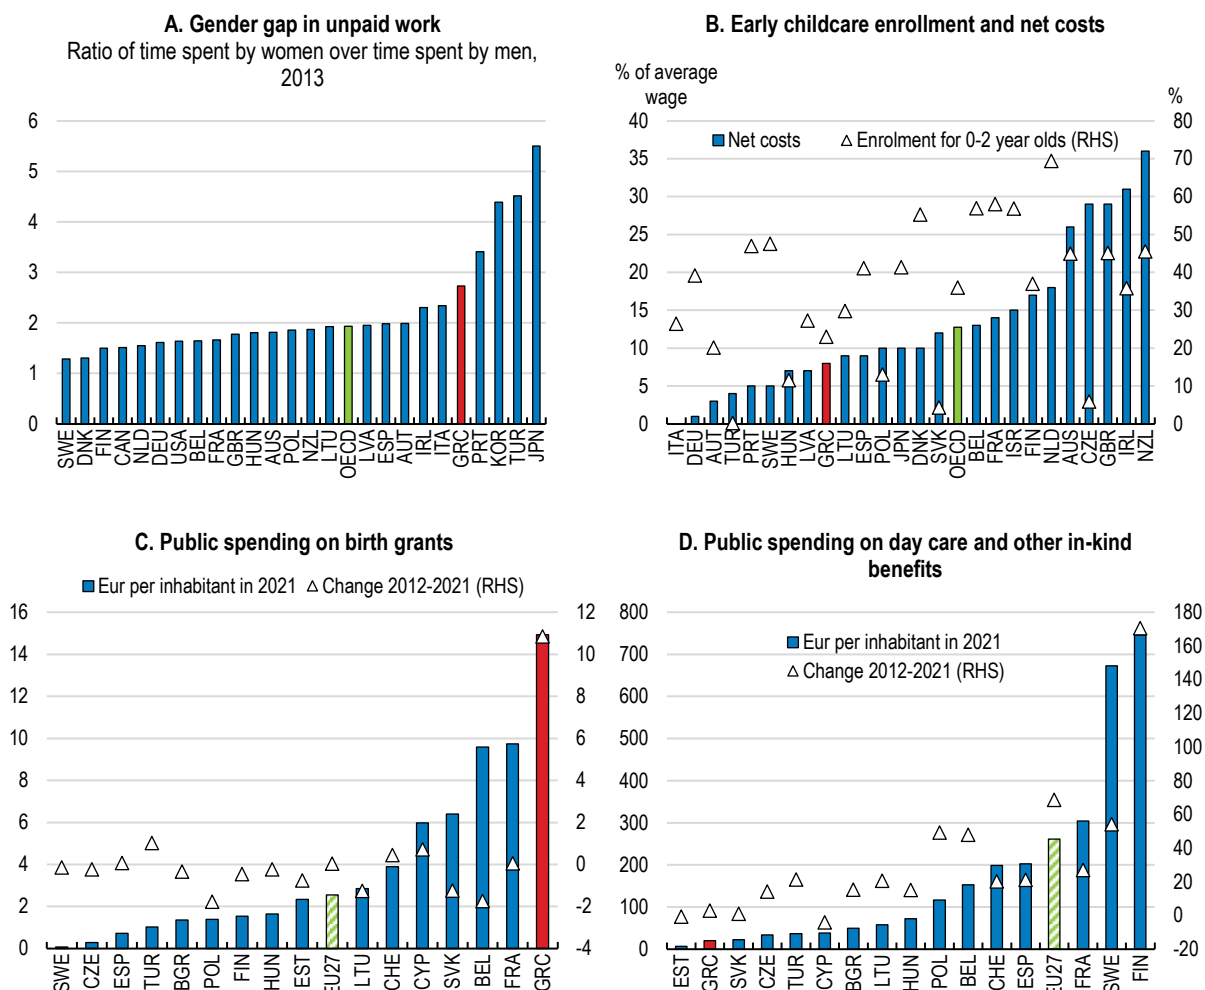 A. Gender gap in unpaid work
Ratio of time spent by women over time spent by men,
2013
6
5
4
3
2
1
0
SWE
DNK
FIN
CAN
NLD
DEU
USA
BEL
FRA
GBR
HUN
AUS
POL
NZL
LTU
OECD
LVA
ESP
AUT
IRL
ITA
GRC
PRT
KOR
TUR
JPN
B. Early childcare enrollment and net costs
% of average
wage
%
40
35
30
25
20
15
10
5
0
Net costs
Enrolment for 0-2 year olds (RHS)
80
70
60
50
40
30
20
10
0
ITA
DEU
AUT
TUR
PRT
SWE
HUN
LVA
GRC
LTU
ESP
POL
JPN
DNK
SVK
OECD
BEL
FRA
ISR
FIN
NLD
AUS
CZE
GBR
IRL
NZL
C. Public spending on birth grants
Eur per inhabitant in 2021
Change 2012-2021 (RHS)
16
14
12
10
8
6
4
2
0
12
10
8
6
4
2
0
-2
-4
SWE
CZE
ESP
TUR
BGR
POL
FIN
HUN
EST
EU27
LTU
CHE
CYP
SVK
BEL
FRA
GRC
D. Public spending on day care and other in-kind
benefits
Eur per inhabitant in 2021
Change 2012-2021 (RHS)
800
700
600
500
400
300
200
100
0
180
160
140
120
100
80
60
40
20
0
-20
EST
GRC
SVK
CZE
TUR
CYP
BGR
LTU
HUN
POL
BEL
CHE
ESP
EU27
FRA
SWE
FIN